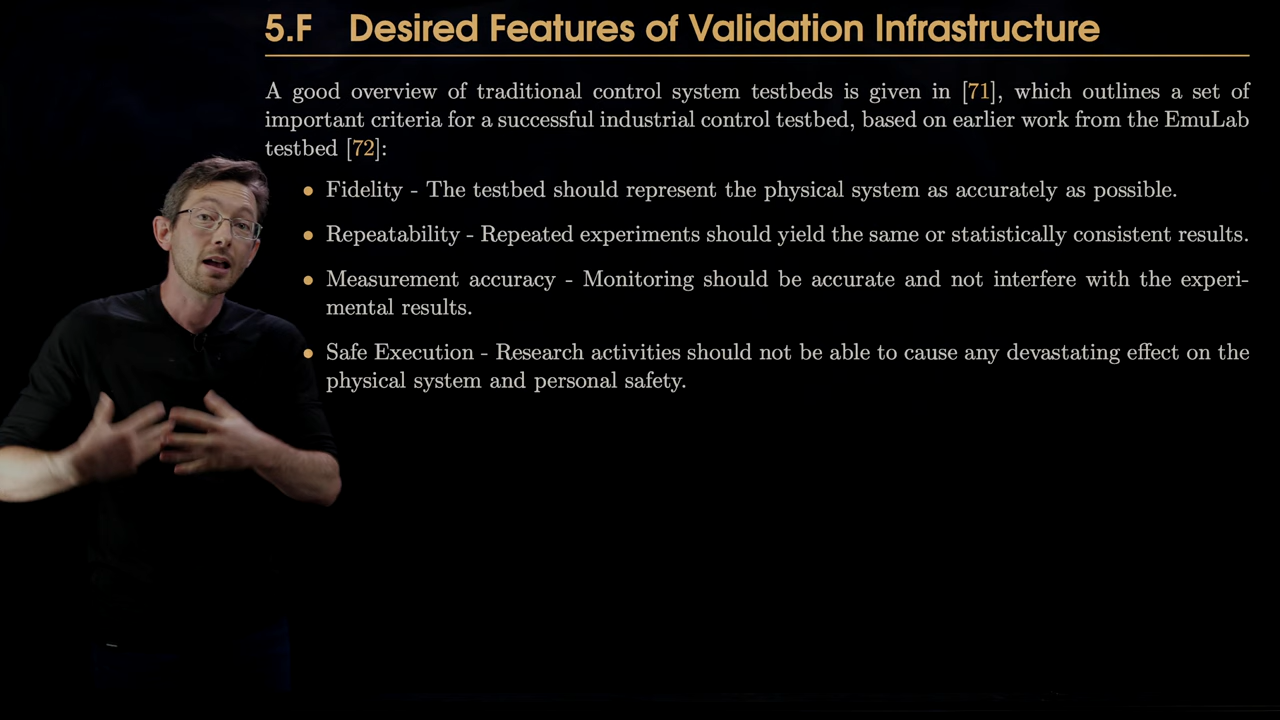 5.F Desired Features of Validation Infrastructure
A good overview of traditional control system testbeds is given in [71], which outlines a set of
important criteria for a successful industrial control testbed, based on earlier work from the EmuLab
testbed [72]:
• Fidelity - The testbed should represent the physical system as accurately as possible.
• Repeatability - Repeated experiments should yield the same or statistically consistent results.
• Measurement accuracy - Monitoring should be accurate and not interfere with the experi-
mental results.
• Safe Execution - Research activities should not be able to cause any devastating effect on the
physical system and personal safety.